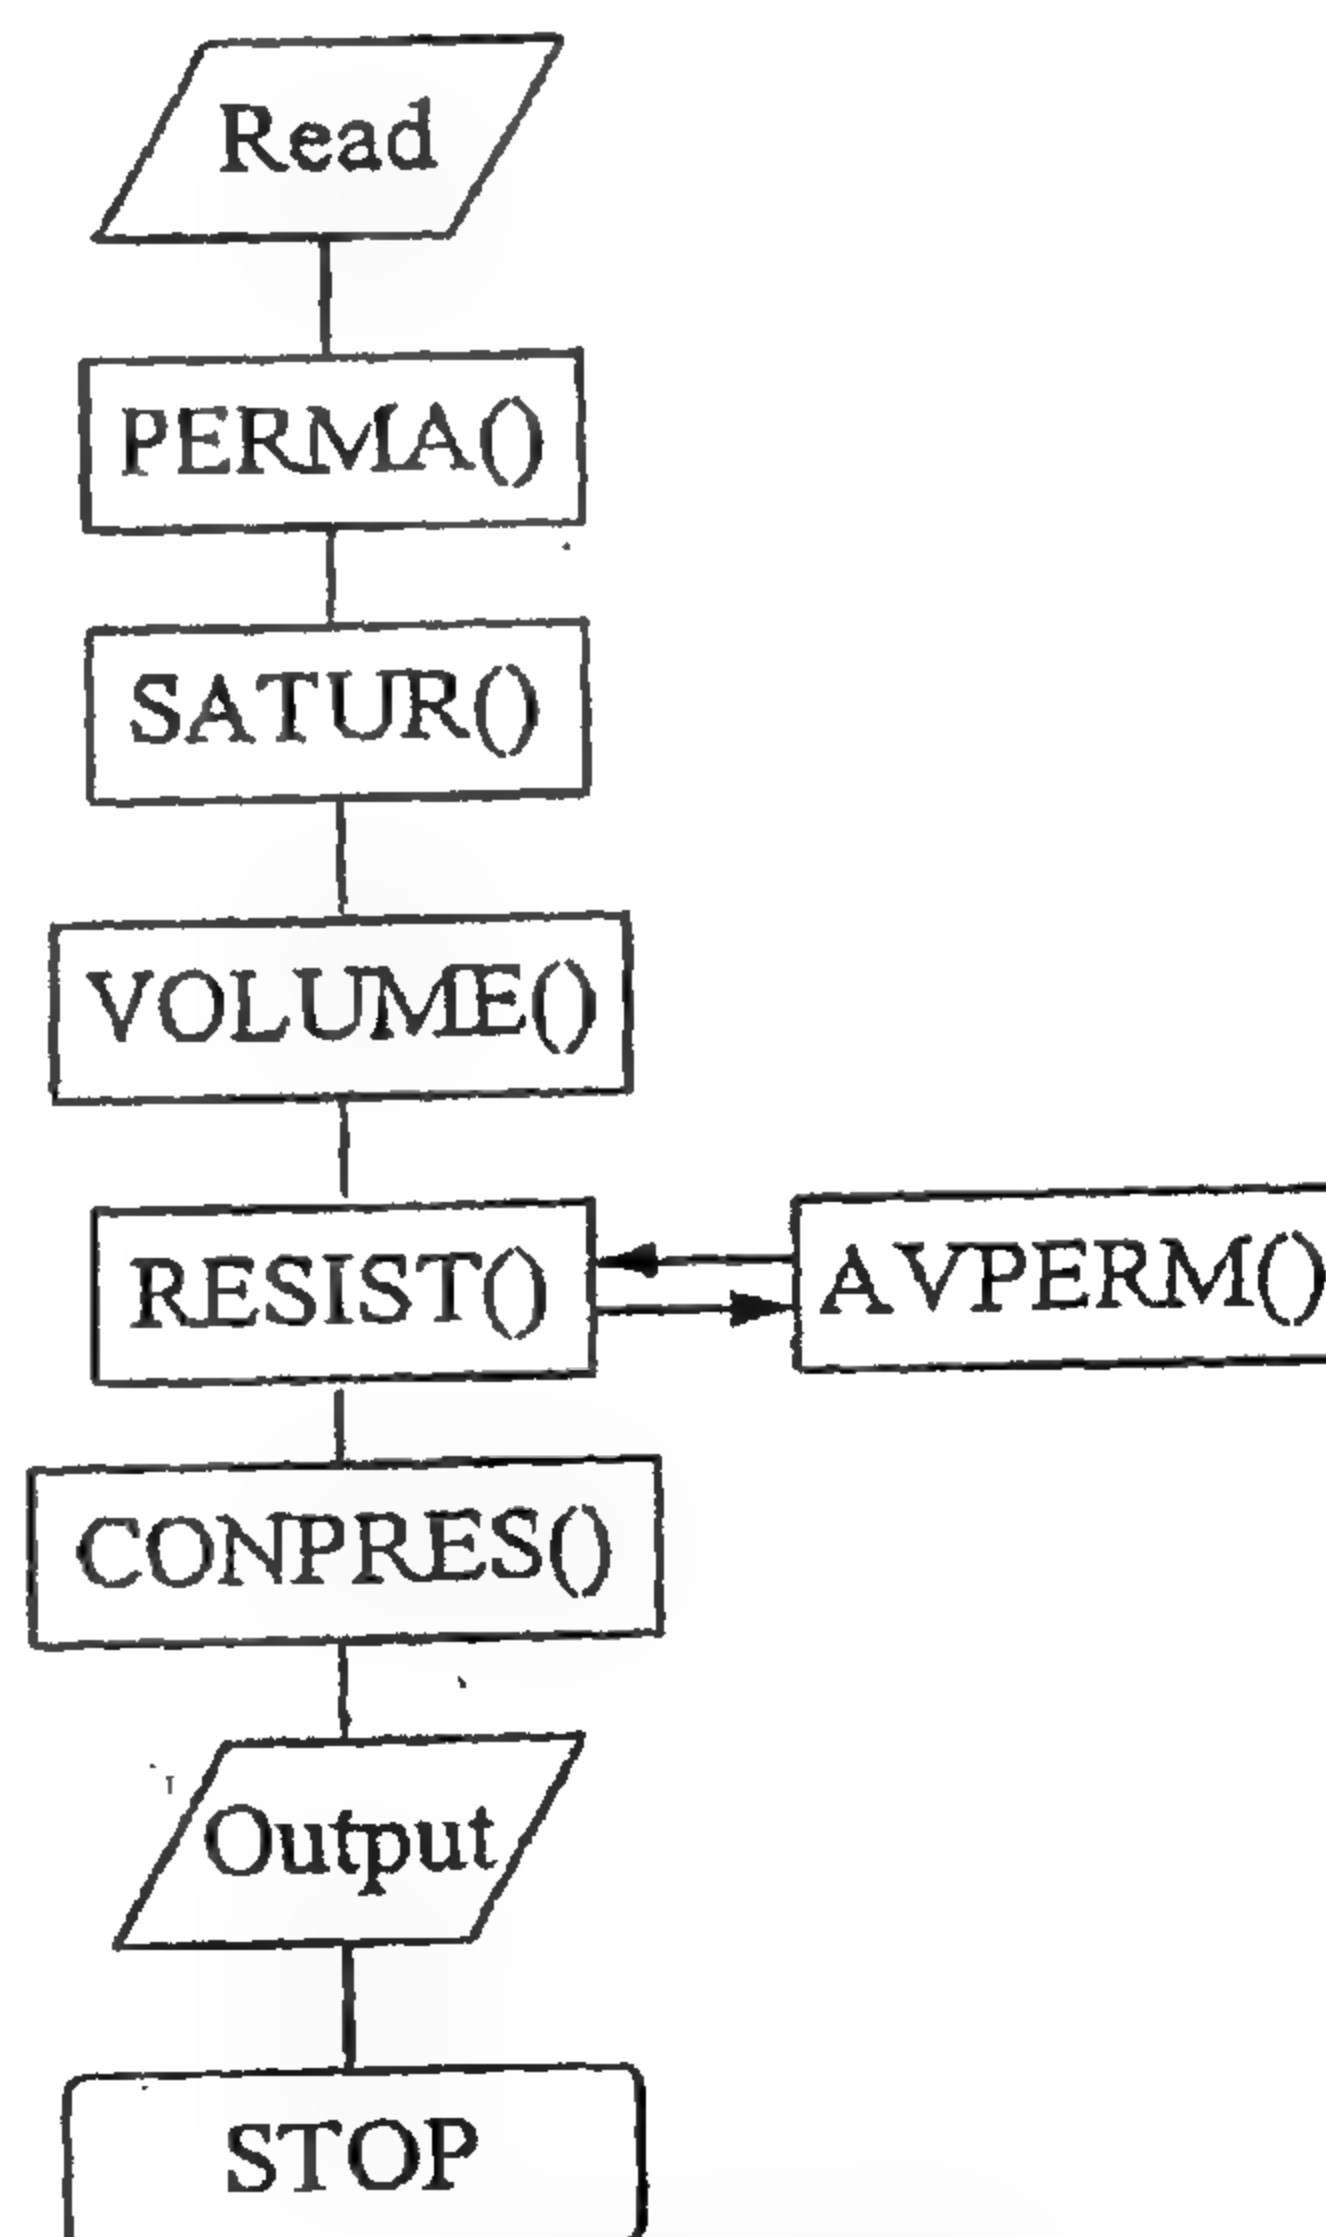 Read
PERMA()
SATUR()
VOLUME()
RESIST()
AVPERM()
CONPRES()
Output
STOP